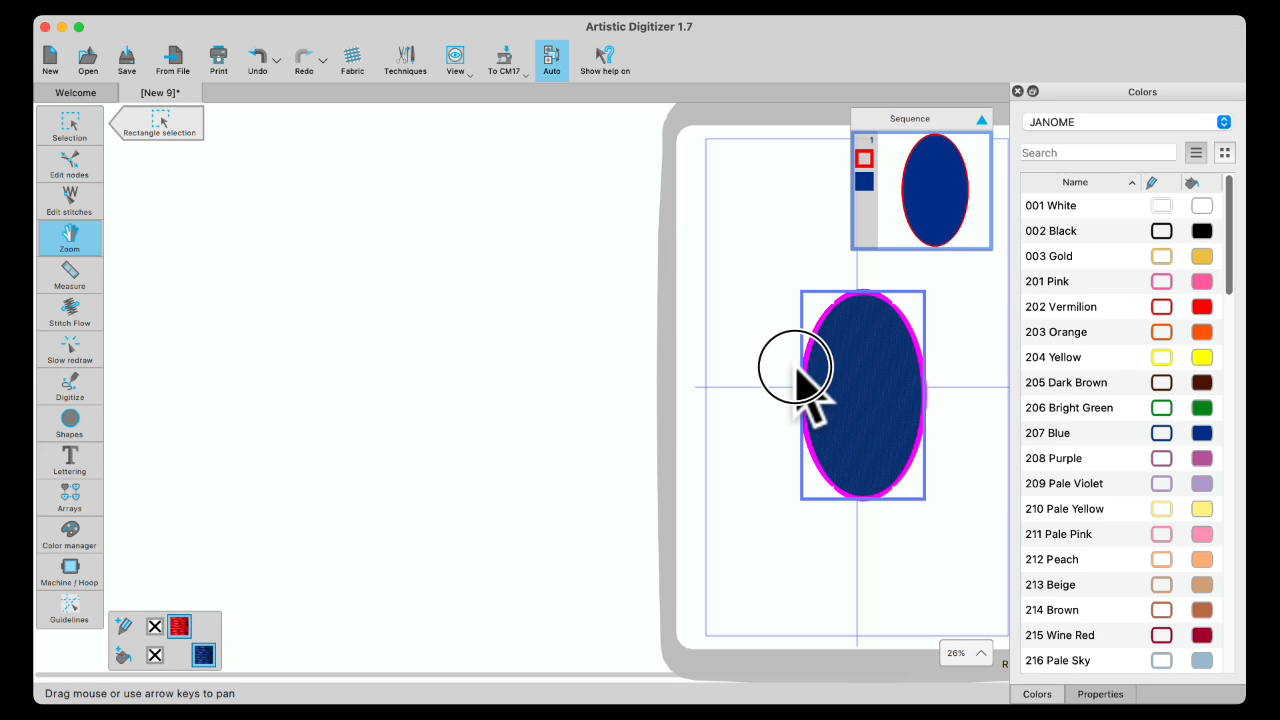 Artistic Digitizer 1.7
New Open Save From File Print Undo Redo Fabric Techniques View To CM17 Auto Show help on
Welcome [New 9]* Colors
Selection
Rectangle selection
Edit nodes
Edit stitches
Zoom
Measure
Stitch Flow
Slow redraw
Digitize
Shapes
Lettering
Arrays
Color manager
Machine / Hoop
Guidelines
Sequence
1
26%
R
JANOME
Search
Name
001 White
002 Black
003 Gold
201 Pink
202 Vermilion
203 Orange
204 Yellow
205 Dark Brown
206 Bright Green
207 Blue
208 Purple
209 Pale Violet
210 Pale Yellow
211 Pale Pink
212 Peach
213 Beige
214 Brown
215 Wine Red
216 Pale Sky
Drag mouse or use arrow keys to pan
Colors Properties